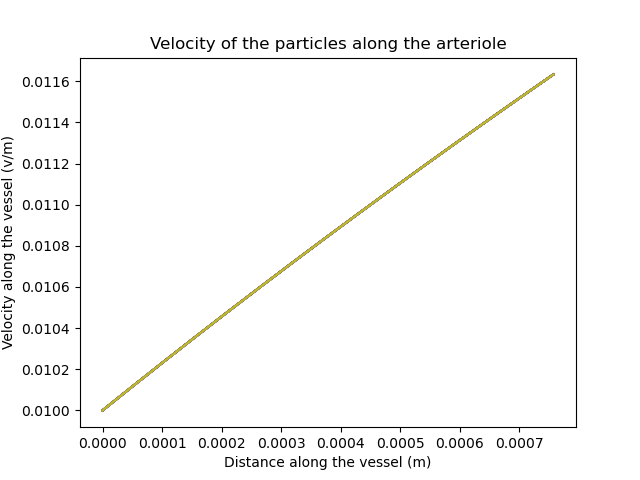 Velocity of the particles along the arteriole
0.0116
0.0114
0.0112
0.0110
0.0108
0.0106
0.0104
0.0102
0.0100
Velocity along the vessel (v/m)
0.0000 0.0001 0.0002 0.0003 0.0004 0.0005 0.0006 0.0007
Distance along the vessel (m)